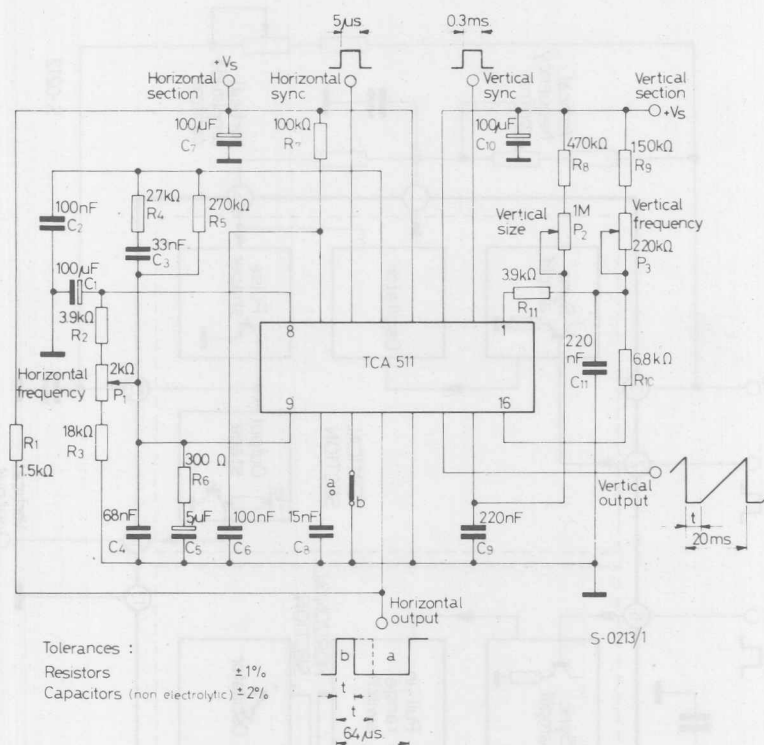 5µs
0.3ms
+Vs
Horizontal section
Horizontal sync
Vertical sync
Vertical section
+Vs
100µF
C7
100kΩ
R7
100µF
C10
470kΩ
R8
150kΩ
R9
100nF
C2
2.7kΩ
R4
270kΩ
R5
33nF
C3
Vertical size
1M
P2
Vertical frequency
220kΩ
P3
100µF
C1
3.9kΩ
R2
3.9kΩ
R11
8
1
TCA 511
220 nF
C11
6.8kΩ
R10
Horizontal frequency
2kΩ
P1
9
16
R1
1.5kΩ
18kΩ
R3
300 Ω
R6
a
b
Vertical output
t
20ms
68nF
C4
5µF
C5
100nF
C6
15nF
C8
220nF
C9
Horizontal output
S-0213/1
Tolerances :
Resistors ±1%
Capacitors (non electrolytic) ±2%
b
a
t
t
64µs